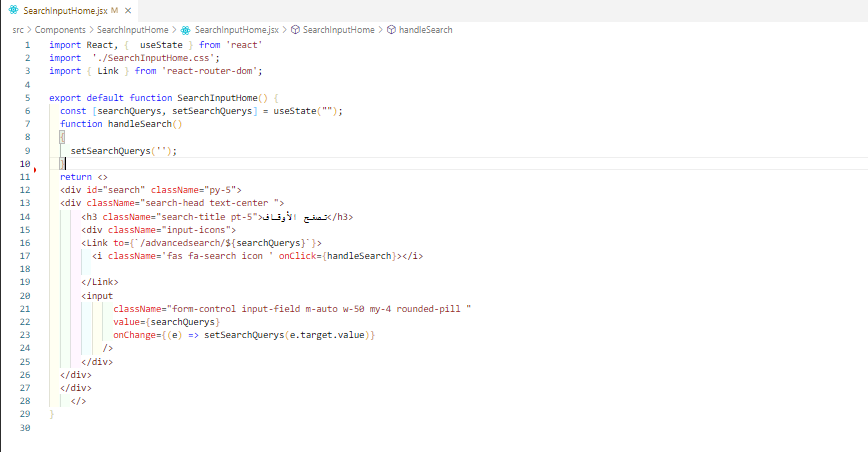 SearchInputHome.jsx M ×
src > Components > SearchInputHome > SearchInputHome.jsx > SearchInputHome > handleSearch
1 import React, {  useState } from 'react'
2 import  './SearchInputHome.css';
3 import { Link } from 'react-router-dom';
4
5 export default function SearchInputHome() {
6   const [searchQuerys, setSearchQuerys] = useState("");
7   function handleSearch()
8   {
9     setSearchQuerys('');
10   }
11   return <>
12   <div id="search" className="py-5">
13   <div className="search-head text-center ">
14       <h3 className="search-title pt-5">تصفح الأوقاف</h3>
15       <div className="input-icons">
16       <Link to={`/advancedsearch/${searchQuerys}`}>
17         <i className='fas fa-search icon ' onClick={handleSearch}></i>
18
19       </Link>
20       <input
21             className="form-control input-field m-auto w-50 my-4 rounded-pill "
22             value={searchQuerys}
23             onChange={(e) => setSearchQuerys(e.target.value)}
24           />
25       </div>
26   </div>
27   </div>
28     </>
29 }
30